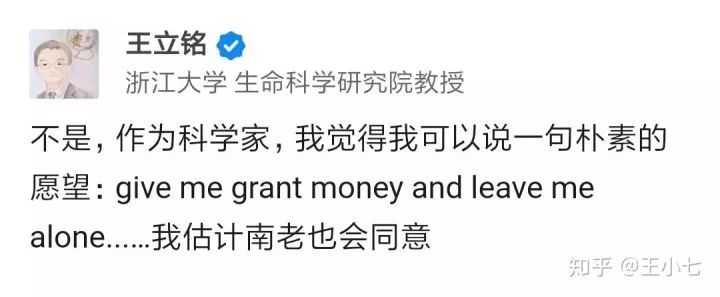 王立铭
浙江大学 生命科学研究院教授
不是，作为科学家，我觉得我可以说一句朴素的
愿望：give me grant money and leave me
alone……我估计南老也会同意
知乎 @王小七